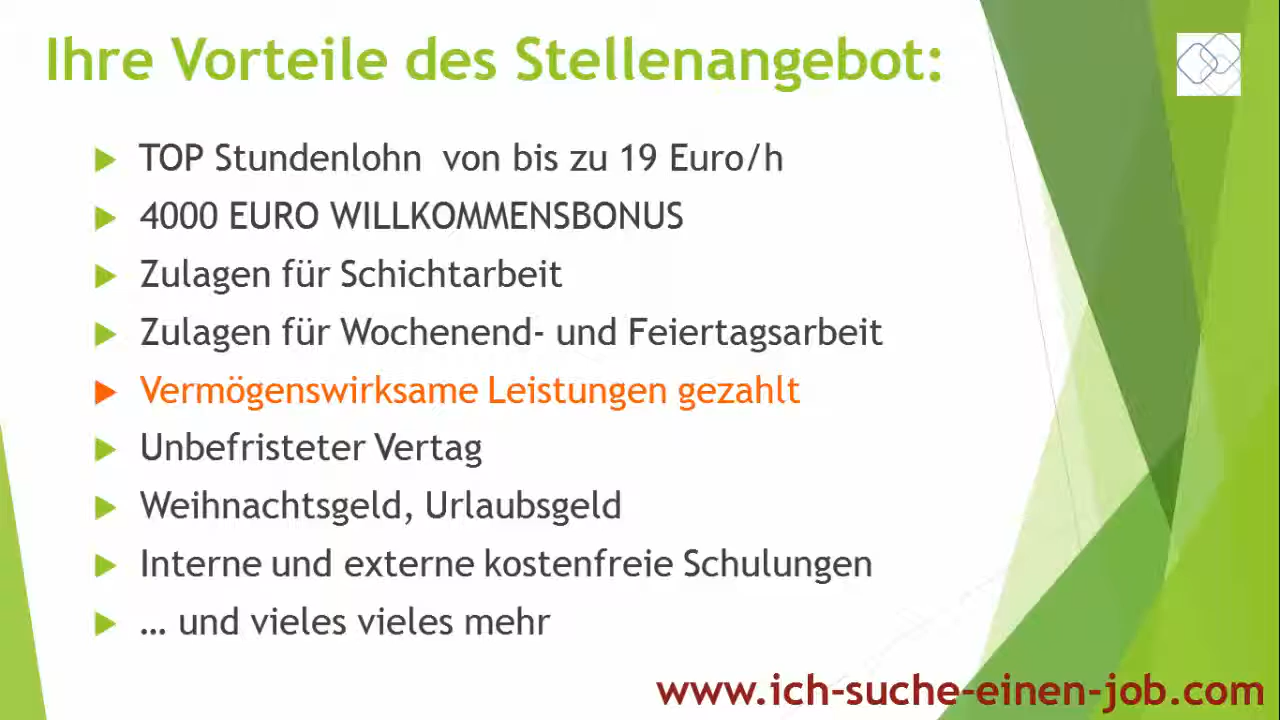 Ihre Vorteile des Stellenangebot:
TOP Stundenlohn von bis zu 19 Euro/h
4000 EURO WILLKOMMENSBONUS
Zulagen für Schichtarbeit
Zulagen für Wochenend- und Feiertagsarbeit
Vermögenswirksame Leistungen gezahlt
Unbefristeter Vertag
Weihnachtsgeld, Urlaubsgeld
Interne und externe kostenfreie Schulungen
… und vieles vieles mehr
www.ich-suche-einen-job.com